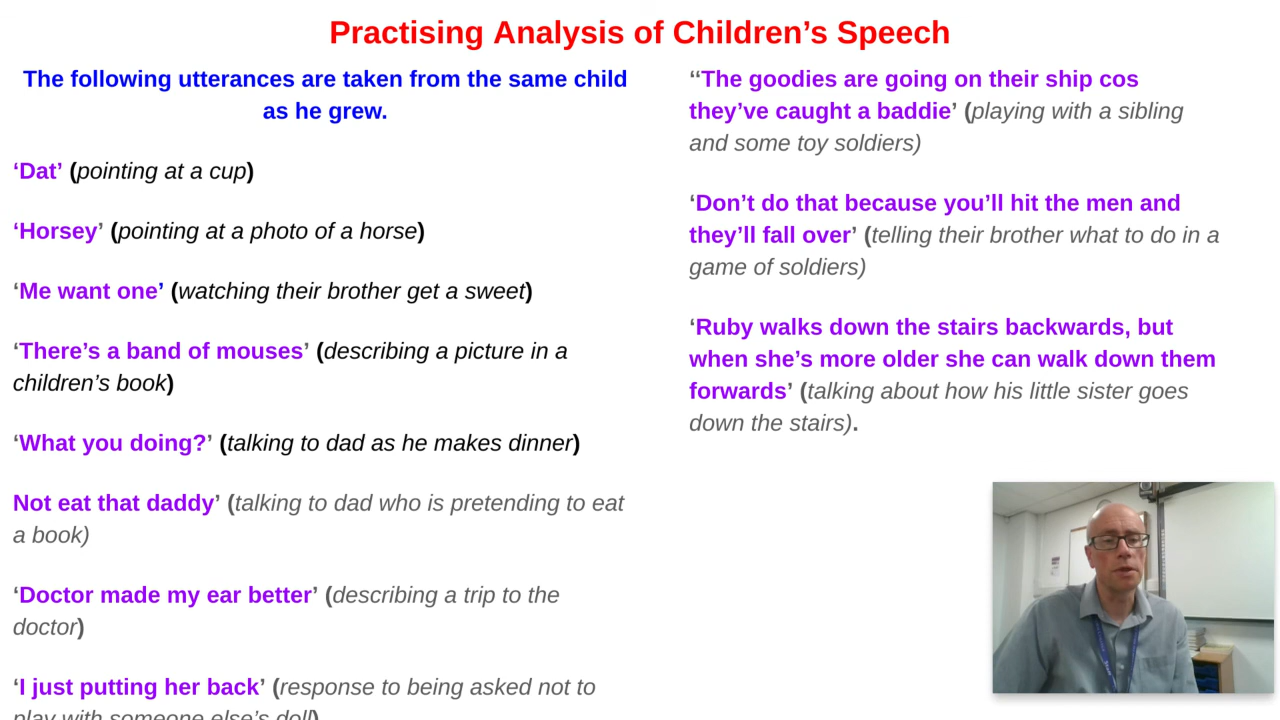 Practising Analysis of Children’s Speech
The following utterances are taken from the same child
as he grew.
‘Dat’ (pointing at a cup)
‘Horsey’ (pointing at a photo of a horse)
‘Me want one’ (watching their brother get a sweet)
‘There’s a band of mouses’ (describing a picture in a
children’s book)
‘What you doing?’ (talking to dad as he makes dinner)
Not eat that daddy’ (talking to dad who is pretending to eat
a book)
‘Doctor made my ear better’ (describing a trip to the
doctor)
‘I just putting her back’ (response to being asked not to
play with someone else’s doll)
‘‘The goodies are going on their ship cos
they’ve caught a baddie’ (playing with a sibling
and some toy soldiers)
‘Don’t do that because you’ll hit the men and
they’ll fall over’ (telling their brother what to do in a
game of soldiers)
‘Ruby walks down the stairs backwards, but
when she’s more older she can walk down them
forwards’ (talking about how his little sister goes
down the stairs).